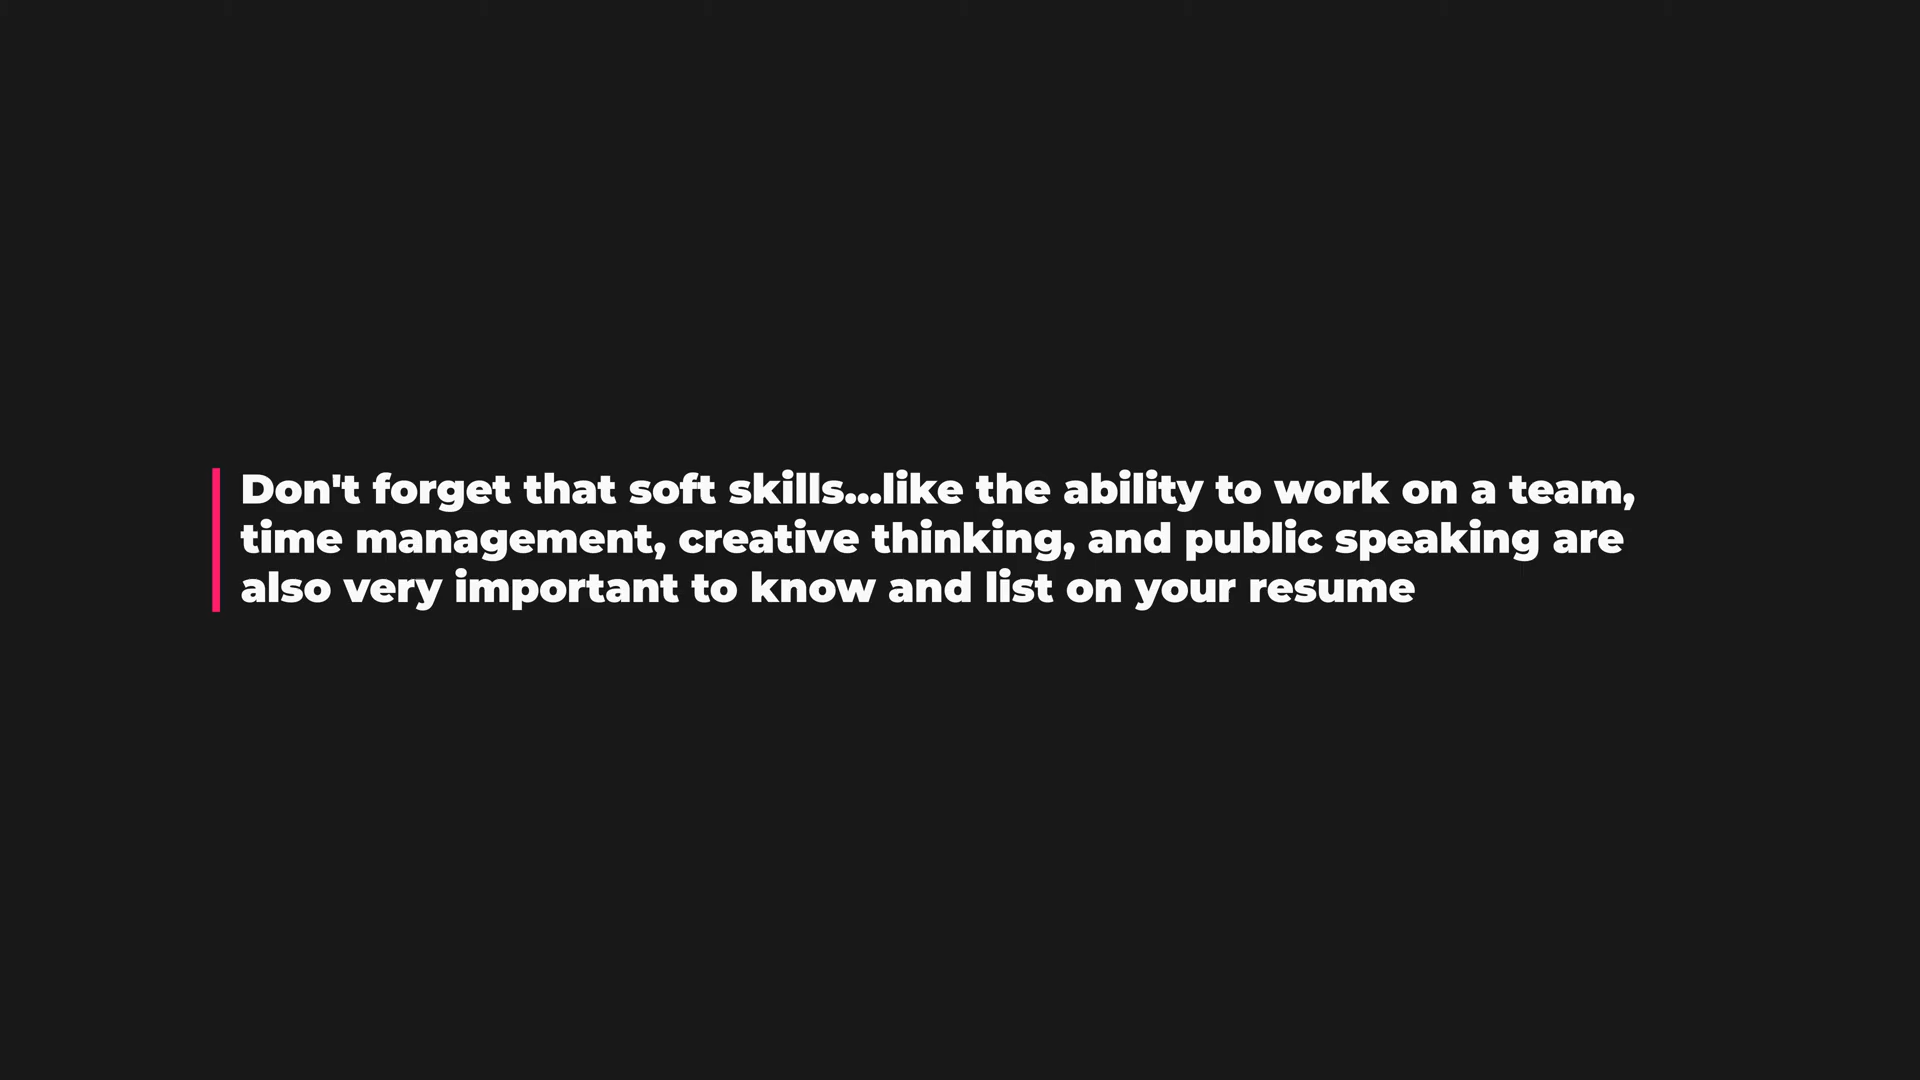 Don't forget that soft skills...like the ability to work on a team,
time management, creative thinking, and public speaking are
also very important to know and list on your resume